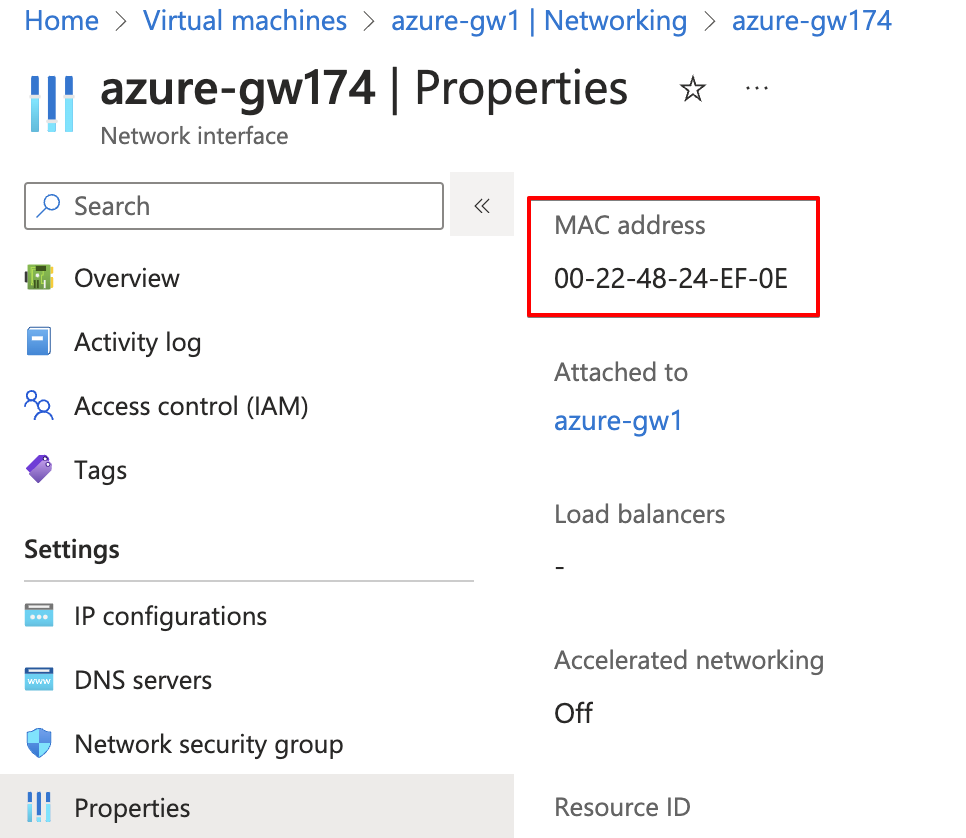 Home > Virtual machines > azure-gw1 | Networking > azure-gw174
azure-gw174 | Properties
Network interface
Search
Overview
Activity log
Access control (IAM)
Tags
Settings
IP configurations
DNS servers
Network security group
Properties
MAC address
00-22-48-24-EF-0E
Attached to
azure-gw1
Load balancers
-
Accelerated networking
Off
Resource ID